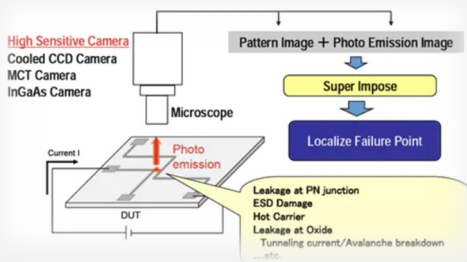 High Sensitive Camera
Cooled CCD Camera
MCT Camera
InGaAs Camera
Pattern Image + Photo Emission Image
Super Impose
Localize Failure Point
Microscope
Photo
emission
Current I
DUT
Leakage at PN junction
ESD Damage
Hot Carrier
Leakage at Oxide
Tunneling current/Avalanche breakdown
...etc.